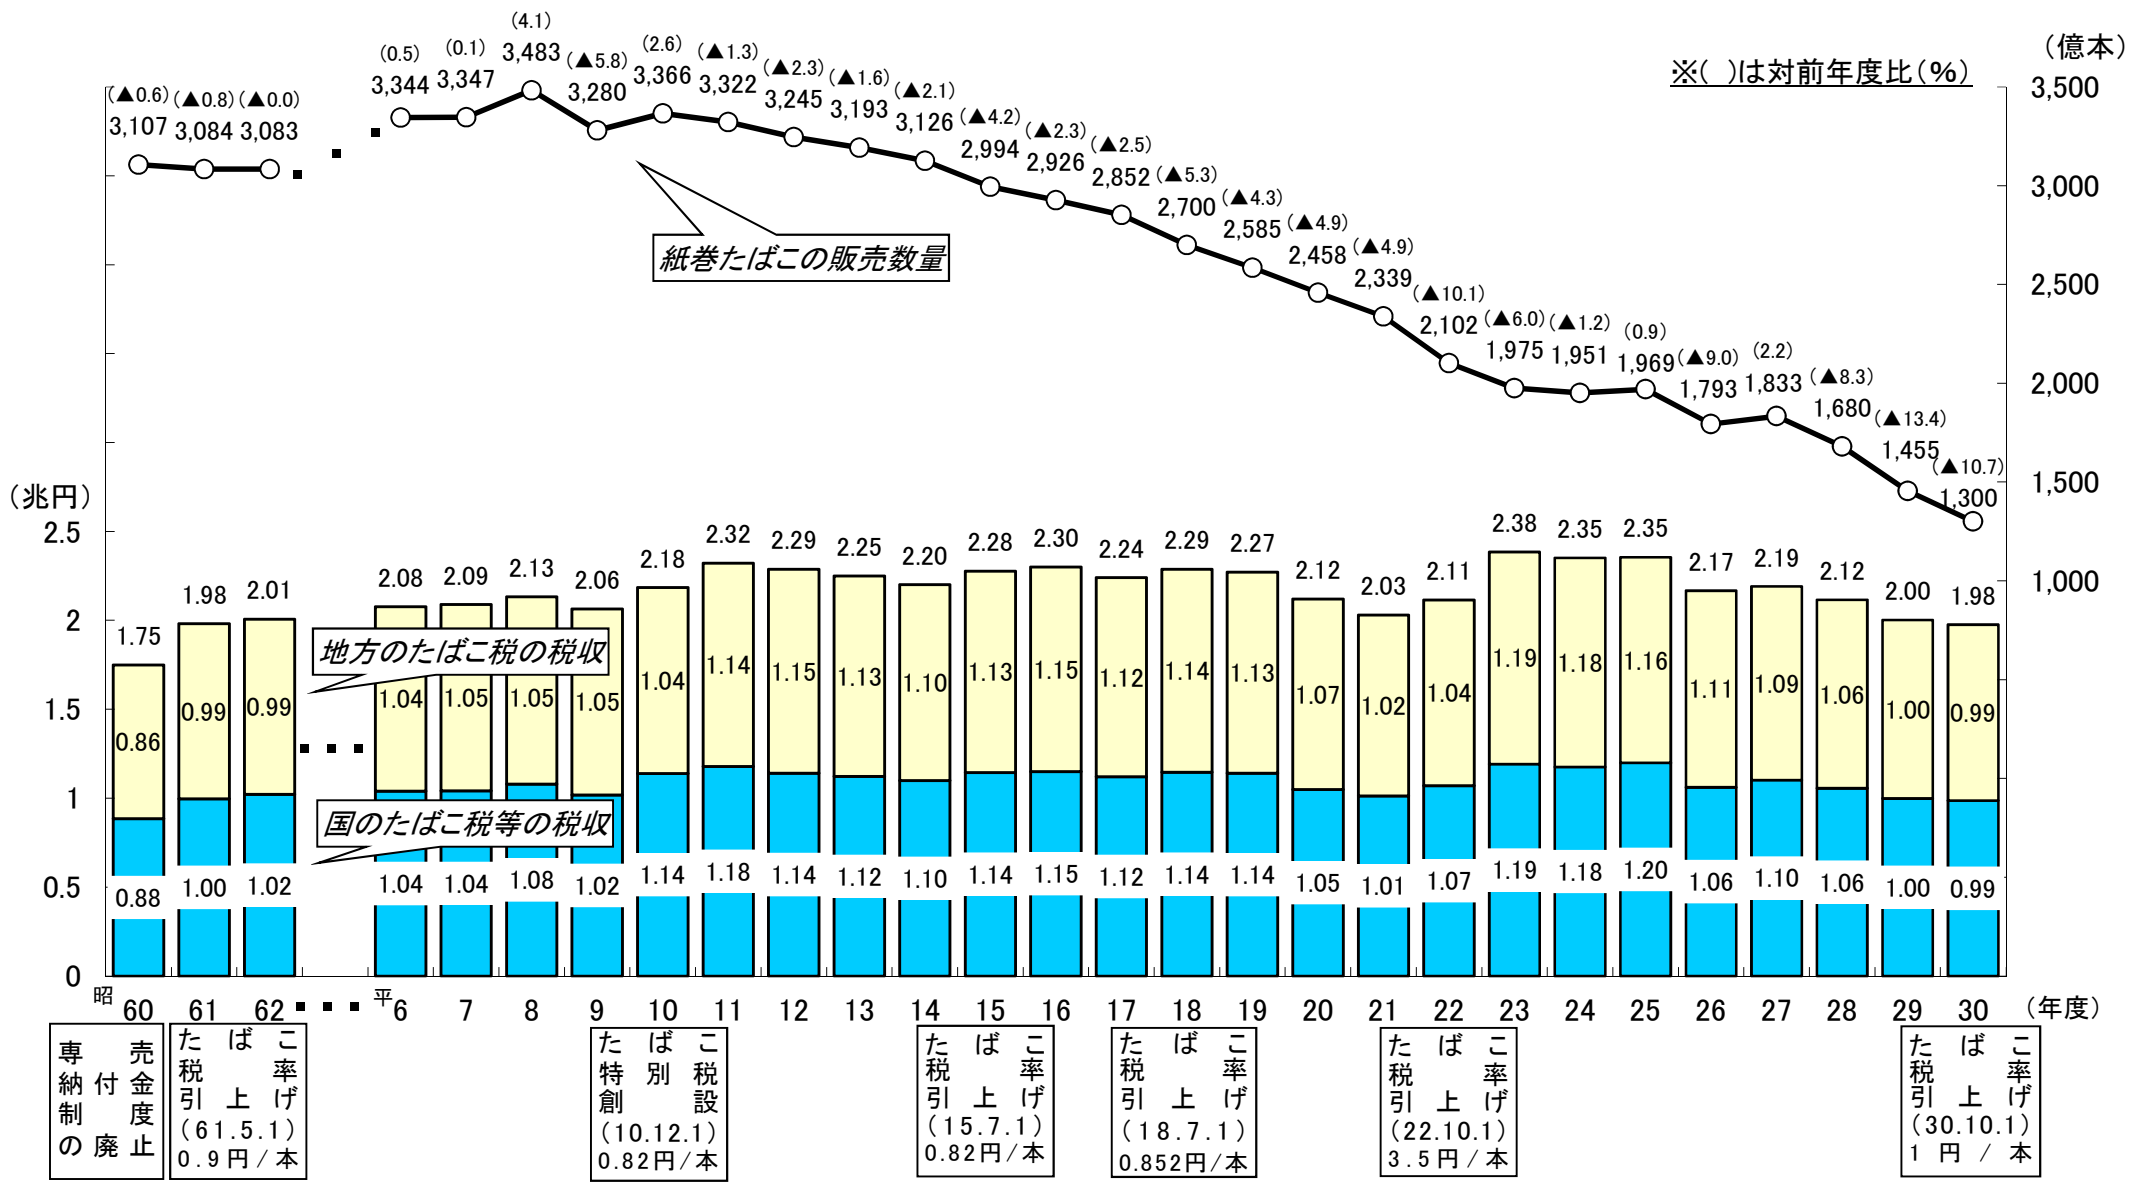 (億本)
※( )は対前年度比(%)
(▲0.6) (▲0.8) (▲0.0) (0.5) (0.1) (4.1) (▲5.8) (2.6) (▲1.3) (▲2.3) (▲1.6) (▲2.1) (▲4.2) (▲2.3) (▲2.5) (▲5.3) (▲4.3) (▲4.9) (▲4.9) (▲10.1) (▲6.0) (▲1.2) (0.9) (▲9.0) (2.2) (▲8.3) (▲13.4) (▲10.7)
3,107 3,084 3,083 3,344 3,347 3,483 3,280 3,366 3,322 3,245 3,193 3,126 2,994 2,926 2,852 2,700 2,585 2,458 2,339 2,102 1,975 1,951 1,969 1,793 1,833 1,680 1,455 1,300
3,500
3,000
2,500
2,000
1,500
1,000
紙巻たばこの販売数量
(兆円)
2.5
2
1.5
1
0.5
0
1.75 1.98 2.01 2.08 2.09 2.13 2.06 2.18 2.32 2.29 2.25 2.20 2.28 2.30 2.24 2.29 2.27 2.12 2.03 2.11 2.38 2.35 2.35 2.17 2.19 2.12 2.00 1.98
地方のたばこ税の税収
0.86 0.99 0.99 1.04 1.05 1.05 1.05 1.04 1.14 1.15 1.13 1.10 1.13 1.15 1.12 1.14 1.13 1.07 1.02 1.04 1.19 1.18 1.16 1.11 1.09 1.06 1.00 0.99
国のたばこ税等の税収
0.88 1.00 1.02 1.04 1.04 1.08 1.02 1.14 1.18 1.14 1.12 1.10 1.14 1.15 1.12 1.14 1.14 1.05 1.01 1.07 1.19 1.18 1.20 1.06 1.10 1.06 1.00 0.99
昭60 61 62 ・・・ 平6 7 8 9 10 11 12 13 14 15 16 17 18 19 20 21 22 23 24 25 26 27 28 29 30 (年度)
専売
納付金
制度
の廃止
たばこ
税率
引上げ
(61.5.1)
0.9円/本
たばこ
特別税
創設
(10.12.1)
0.82円/本
たばこ
税率
引上げ
(15.7.1)
0.82円/本
たばこ
税率
引上げ
(18.7.1)
0.852円/本
たばこ
税率
引上げ
(22.10.1)
3.5円/本
たばこ
税率
引上げ
(30.10.1)
1円/本